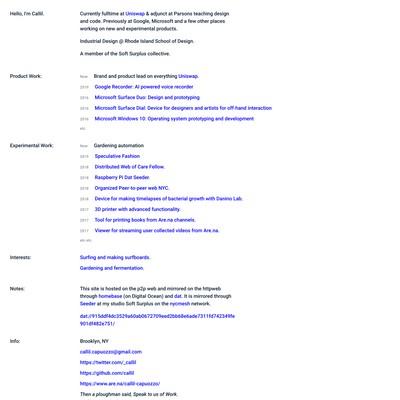 Hello, I'm Callil.
Currently fulltime at Uniswap & adjunct at Parsons teaching design
and code. Previously at Google, Microsoft and a few other places
working on new and experimental products.
Industrial Design @ Rhode Island School of Design.
A member of the Soft Surplus collective.
Product Work:
Now Brand and product lead on everything Uniswap.
2019 Google Recorder: AI powered voice recorder
2016 Microsoft Surface Duo: Design and prototyping
2016 Microsoft Surface Dial: Device for designers and artists for off-hand interaction
2016 Microsoft Windows 10: Operating system prototyping and development
etc
Experimental Work:
Now Gardening automation
2019 Speculative Fashion
2018 Distributed Web of Care Fellow.
2018 Raspberry Pi Dat Seeder.
2018 Organized Peer-to-peer web NYC.
2018 Device for making timelapses of bacterial growth with Danino Lab.
2017 3D printer with advanced functionality.
2017 Tool for printing books from Are.na channels.
2017 Viewer for streaming user collected videos from Are.na.
etc etc
Interests:
Surfing and making surfboards.
Gardening and fermentation.
Notes:
This site is hosted on the p2p web and mirrored on the httpweb
through homebase (on Digital Ocean) and dat. It is mirrored through
Seeder at my studio Soft Surplus on the nycmesh network.
Info:
Brooklyn, NY
callil.capuozzo@gmail.com
https://twitter.com/_callil
https://github.com/callil
https://www.are.na/callil-capuozzo/
Then a ploughman said, Speak to us of Work.